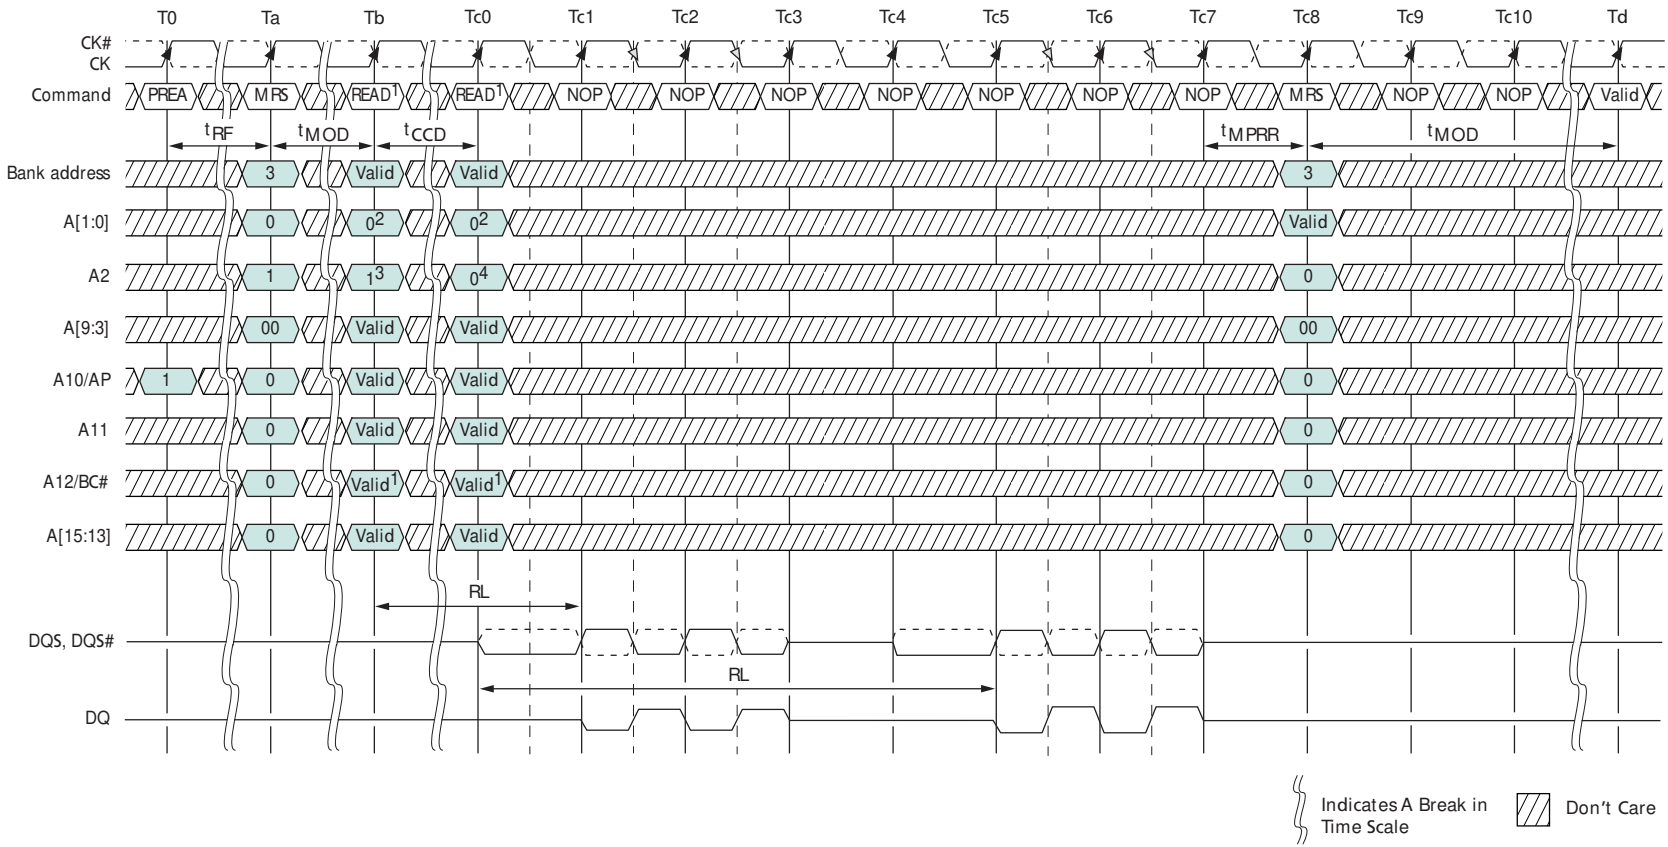 T0 Ta Tb Tc0 Tc1 Tc2 Tc3 Tc4 Tc5 Tc6 Tc7 Tc8 Tc9 Tc10 Td
CK#
CK
Command PREA MRS READ1 READ1 NOP NOP NOP NOP NOP NOP NOP MRS NOP NOP Valid
tRF tMOD tCCD tMPRR tMOD
Bank address 3 Valid Valid 3
A[1:0] 0 02 02 Valid
A2 1 13 04 0
A[9:3] 00 Valid Valid 00
A10/AP 1 0 Valid Valid 0
A11 0 Valid Valid 0
A12/BC# 0 Valid1 Valid1 0
A[15:13] 0 Valid Valid 0
RL
DQS, DQS#
RL
DQ
Indicates A Break in
Time Scale
Don't Care